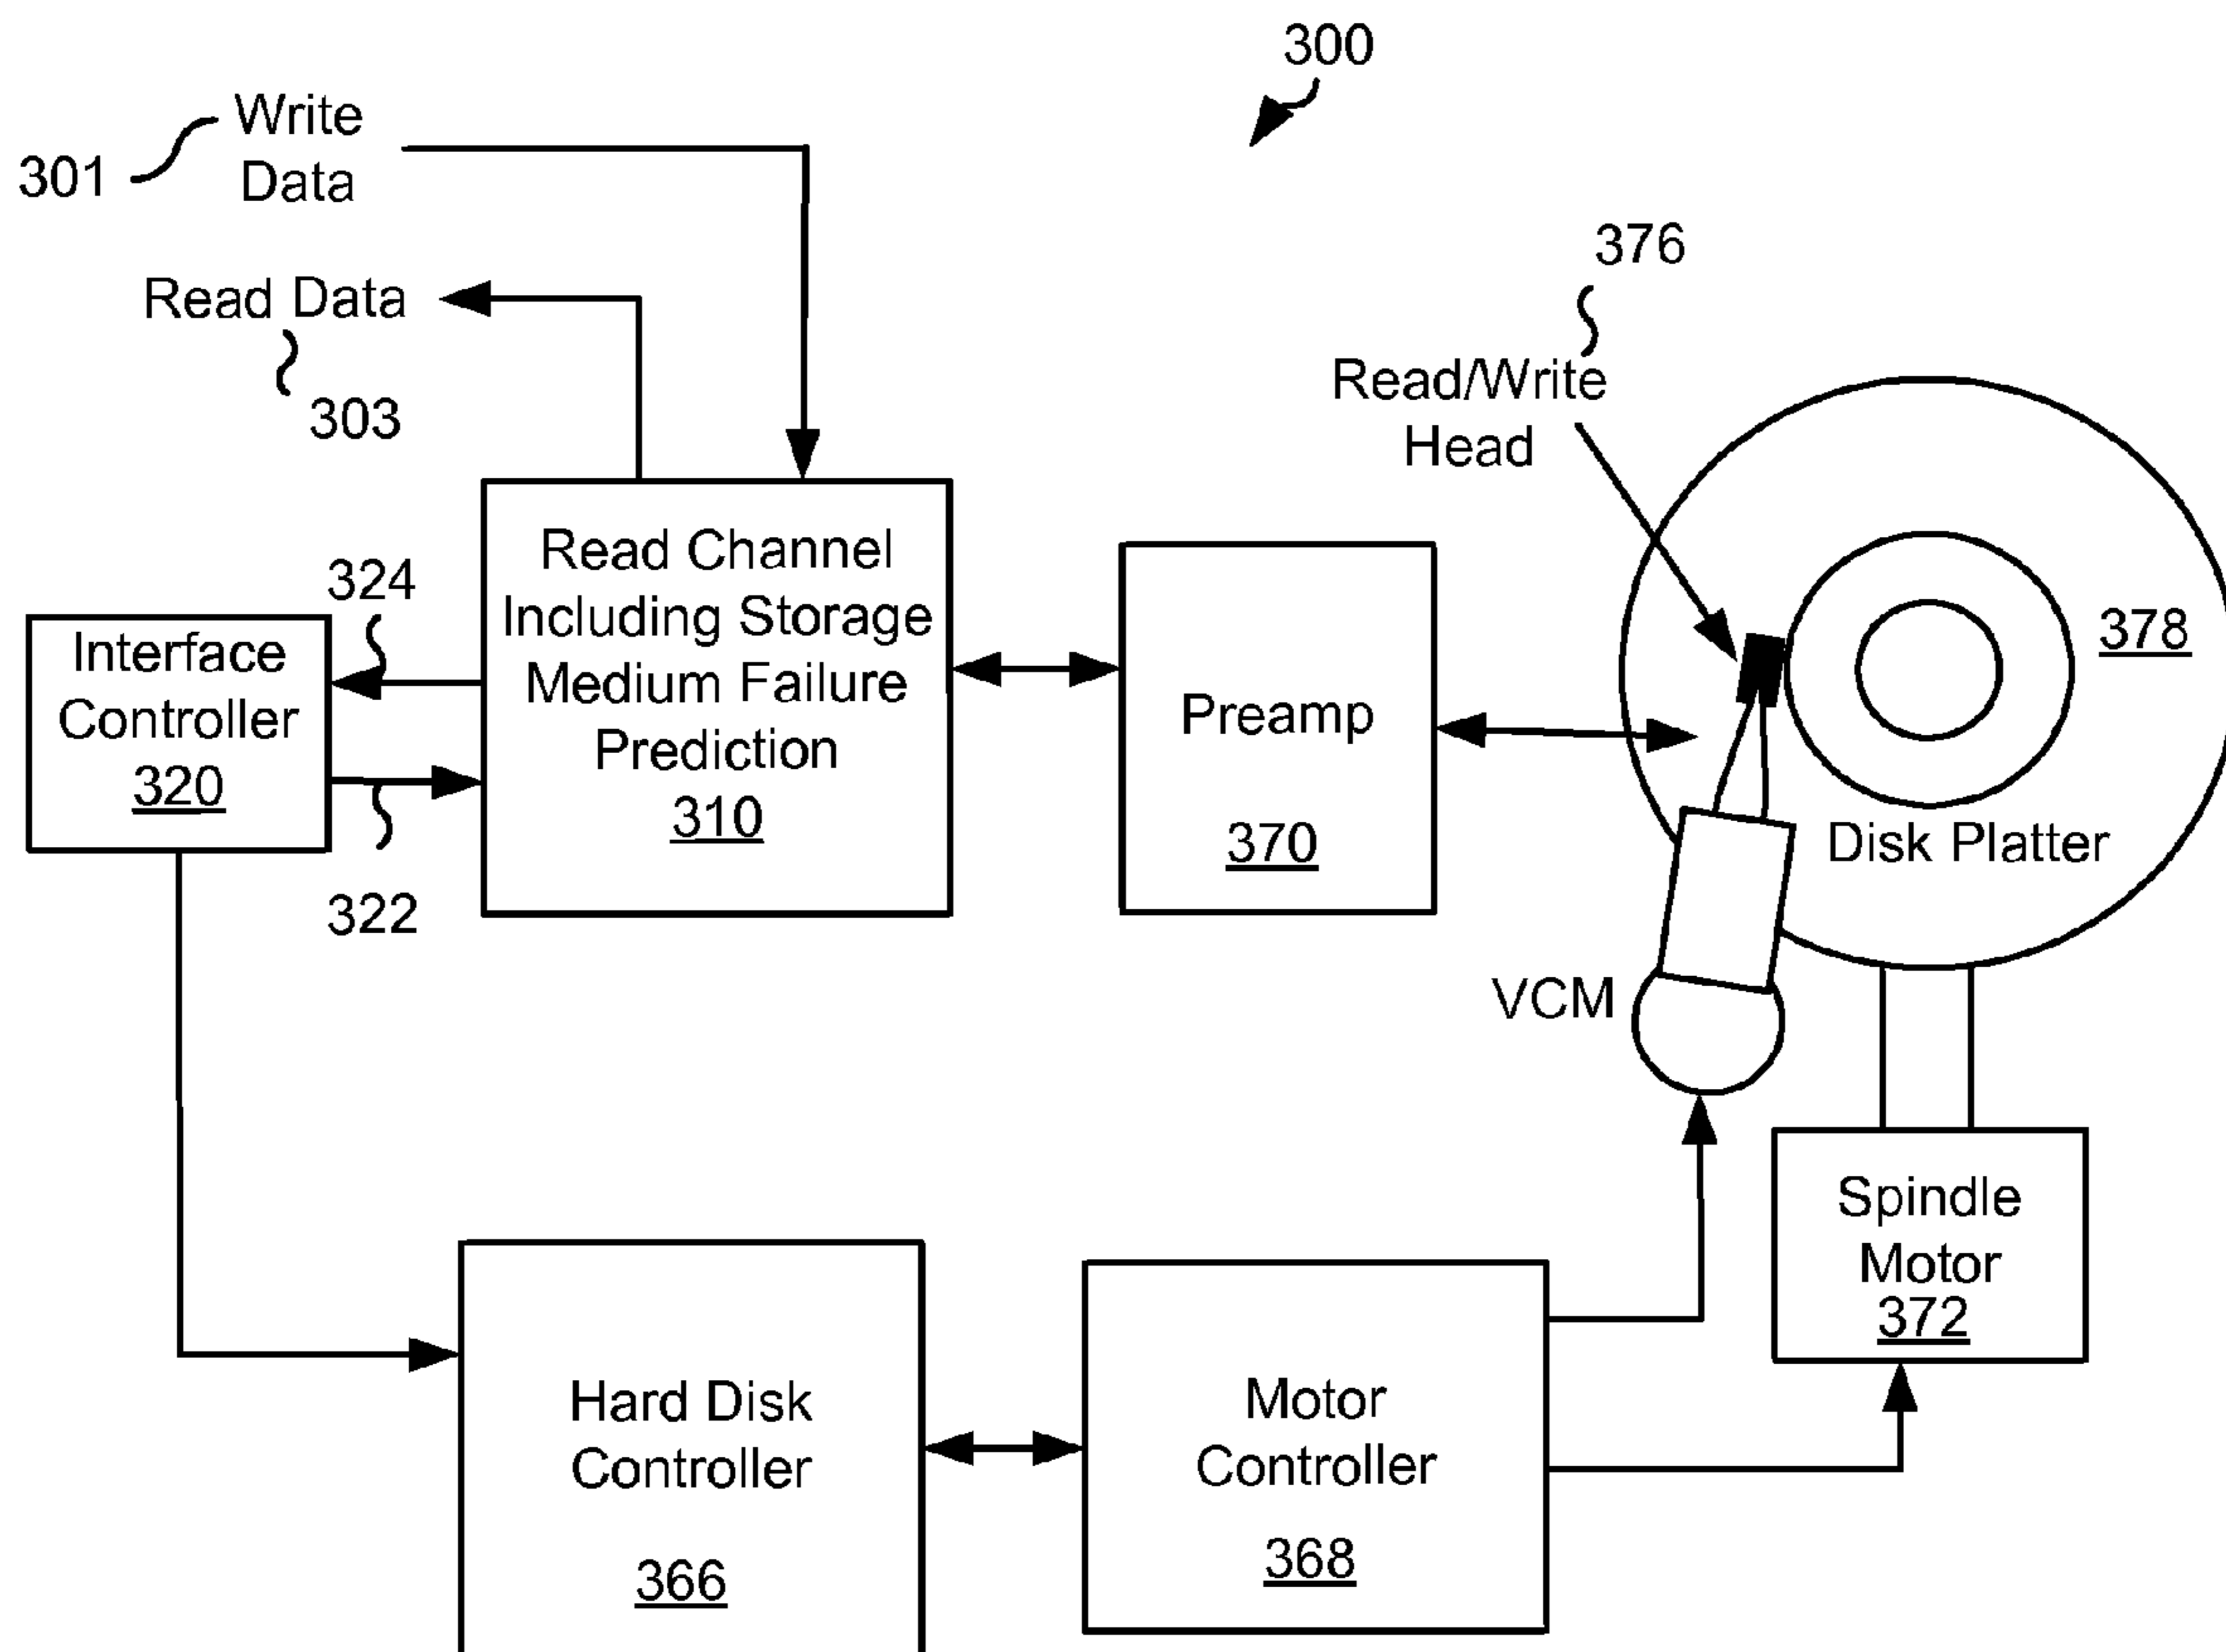 300
Write
Data
301
Read Data
303
376
Read/Write
Head
Read Channel
Including Storage
Medium Failure
Prediction
310
324
322
Interface
Controller
320
Preamp
370
378
Disk Platter
VCM
Spindle
Motor
372
Hard Disk
Controller
366
Motor
Controller
368